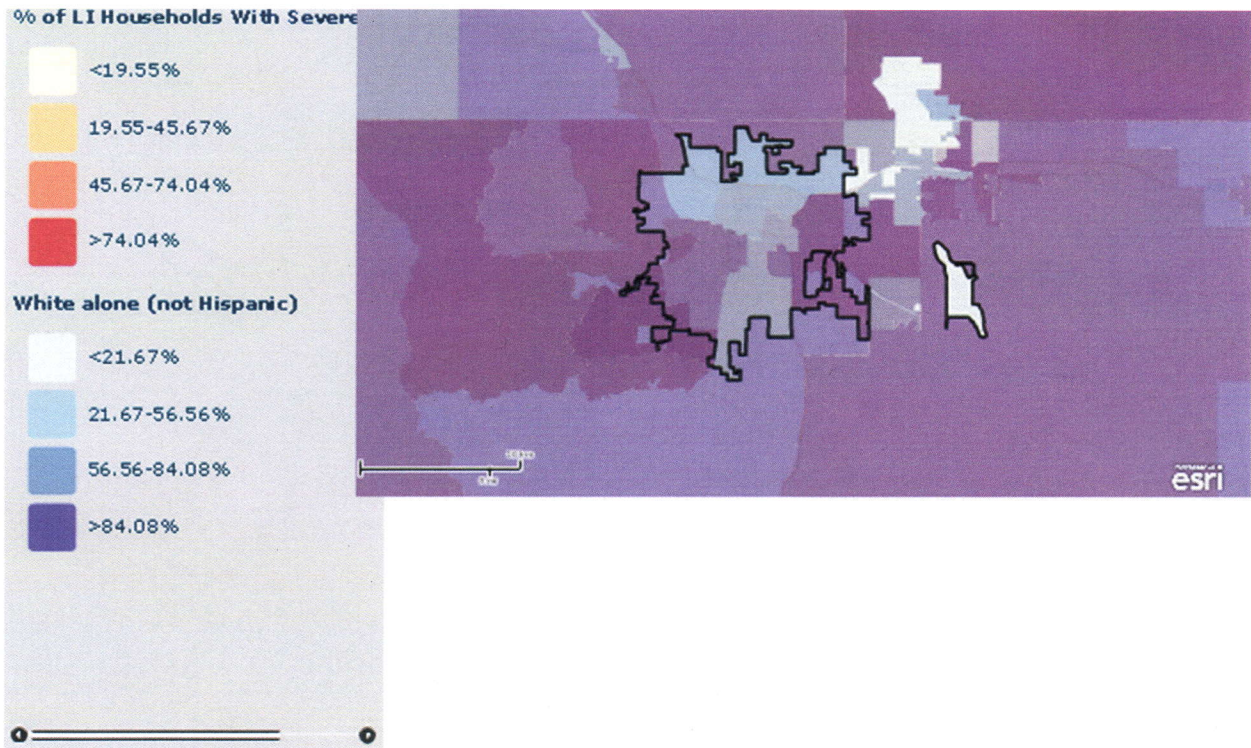 % of LI Households With Severe
<19.55%
19.55-45.67%
45.67-74.04%
>74.04%
White alone (not Hispanic)
<21.67%
21.67-56.56%
56.56-84.08%
>84.08%
esri